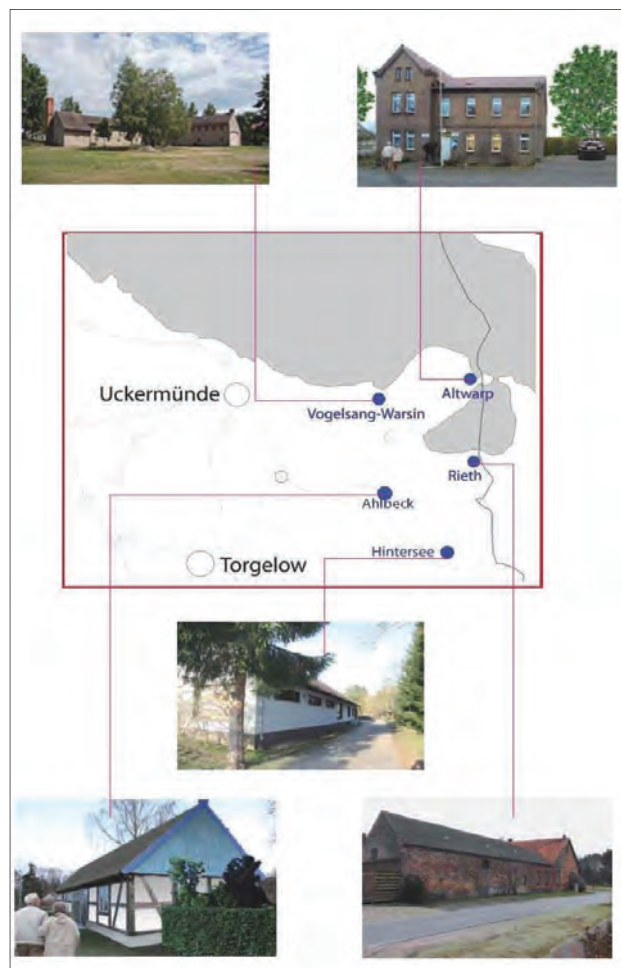 Uckermünde
Vogelsang-Warsin
Altwarp
Rieth
Ahlbeck
Hintersee
Torgelow